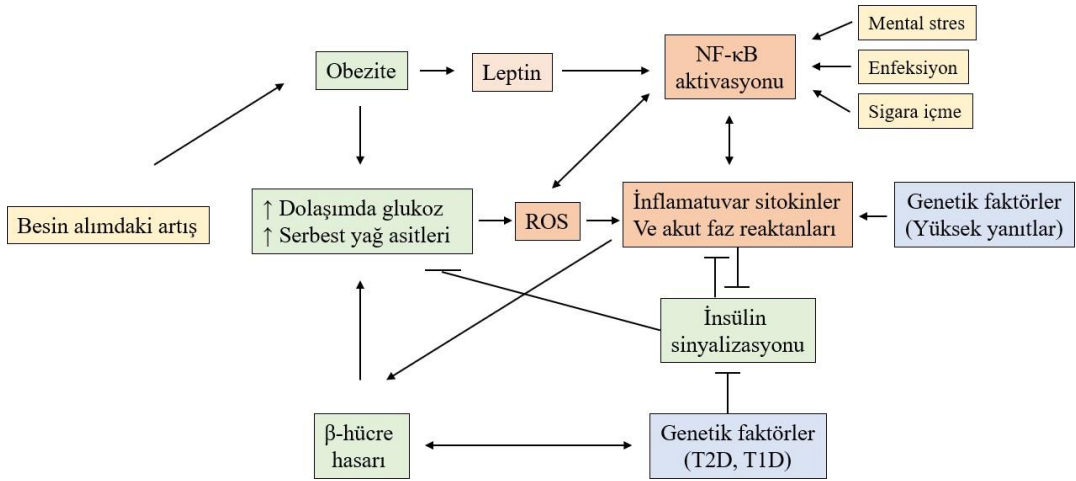 Mental stres
Obezite
Leptin
NF-κB
aktivasyonu
Enfeksiyon
Sigara içme
Besin alımdaki artış
↑ Dolaşımda glukoz
↑ Serbest yağ asitleri
ROS
İnflamatuvar sitokinler
Ve akut faz reaktanları
Genetik faktörler
(Yüksek yanıtlar)
İnsülin
sinyalizasyonu
β-hücre
hasarı
Genetik faktörler
(T2D, T1D)